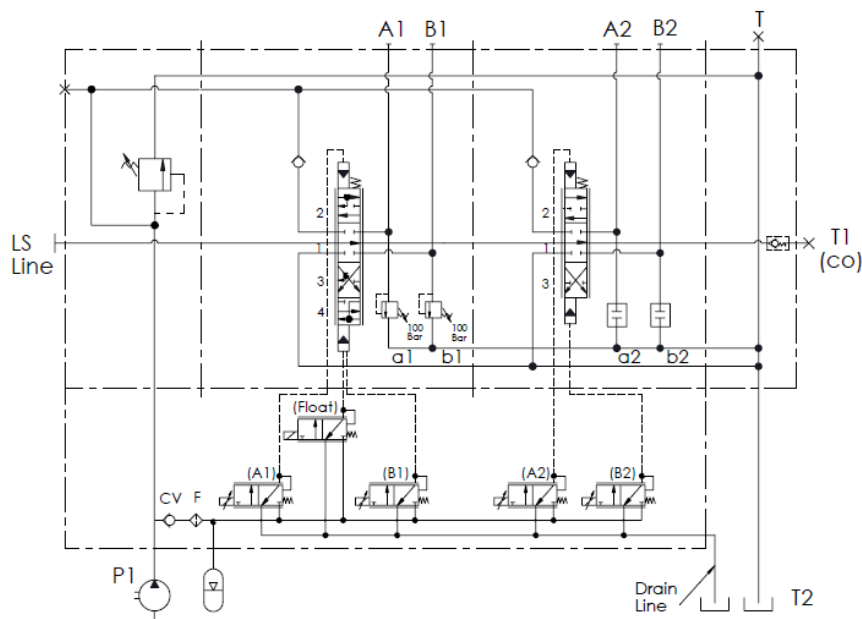 A1
B1
A2
B2
T
2
2
LS
Line
1
1
T1
(co)
3
3
4
100
Bar
100
Bar
a1
b1
a2
b2
(Float)
(A1)
(B1)
(A2)
(B2)
CV
F
P1
Drain
Line
T2